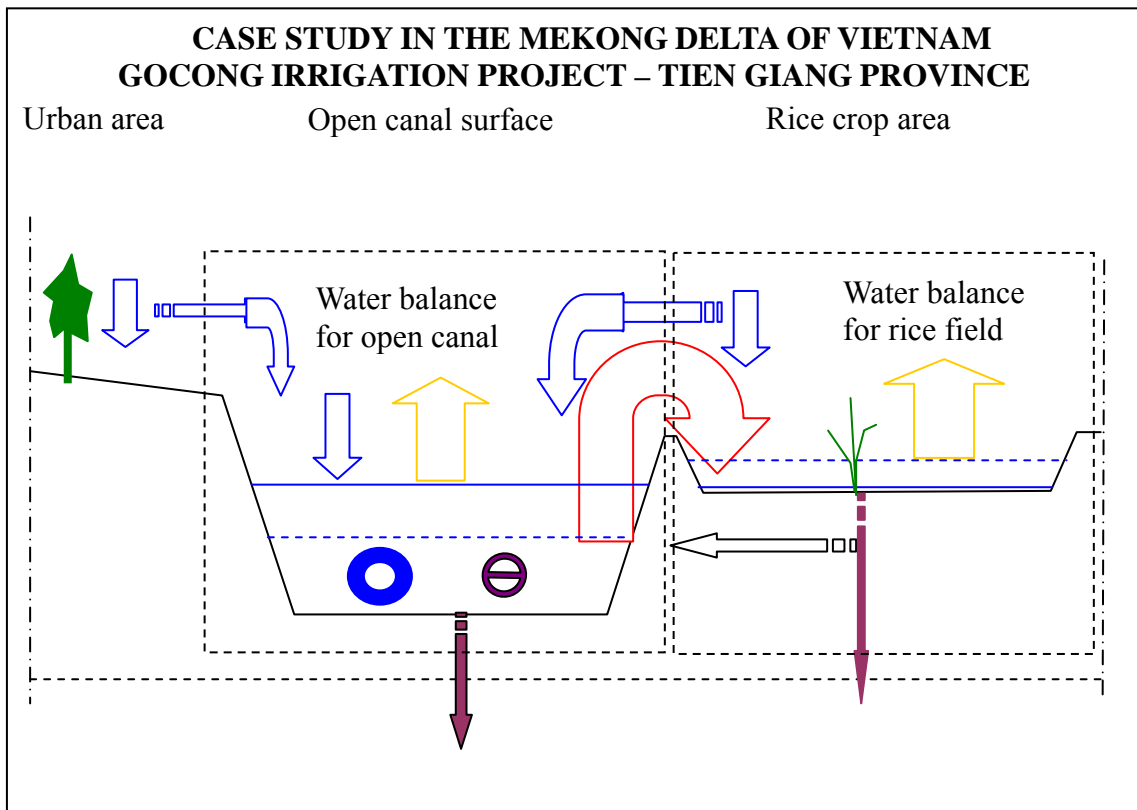 CASE STUDY IN THE MEKONG DELTA OF VIETNAM
GOCONG IRRIGATION PROJECT – TIEN GIANG PROVINCE
Urban area
Open canal surface
Rice crop area
Water balance
for open canal
Water balance
for rice field